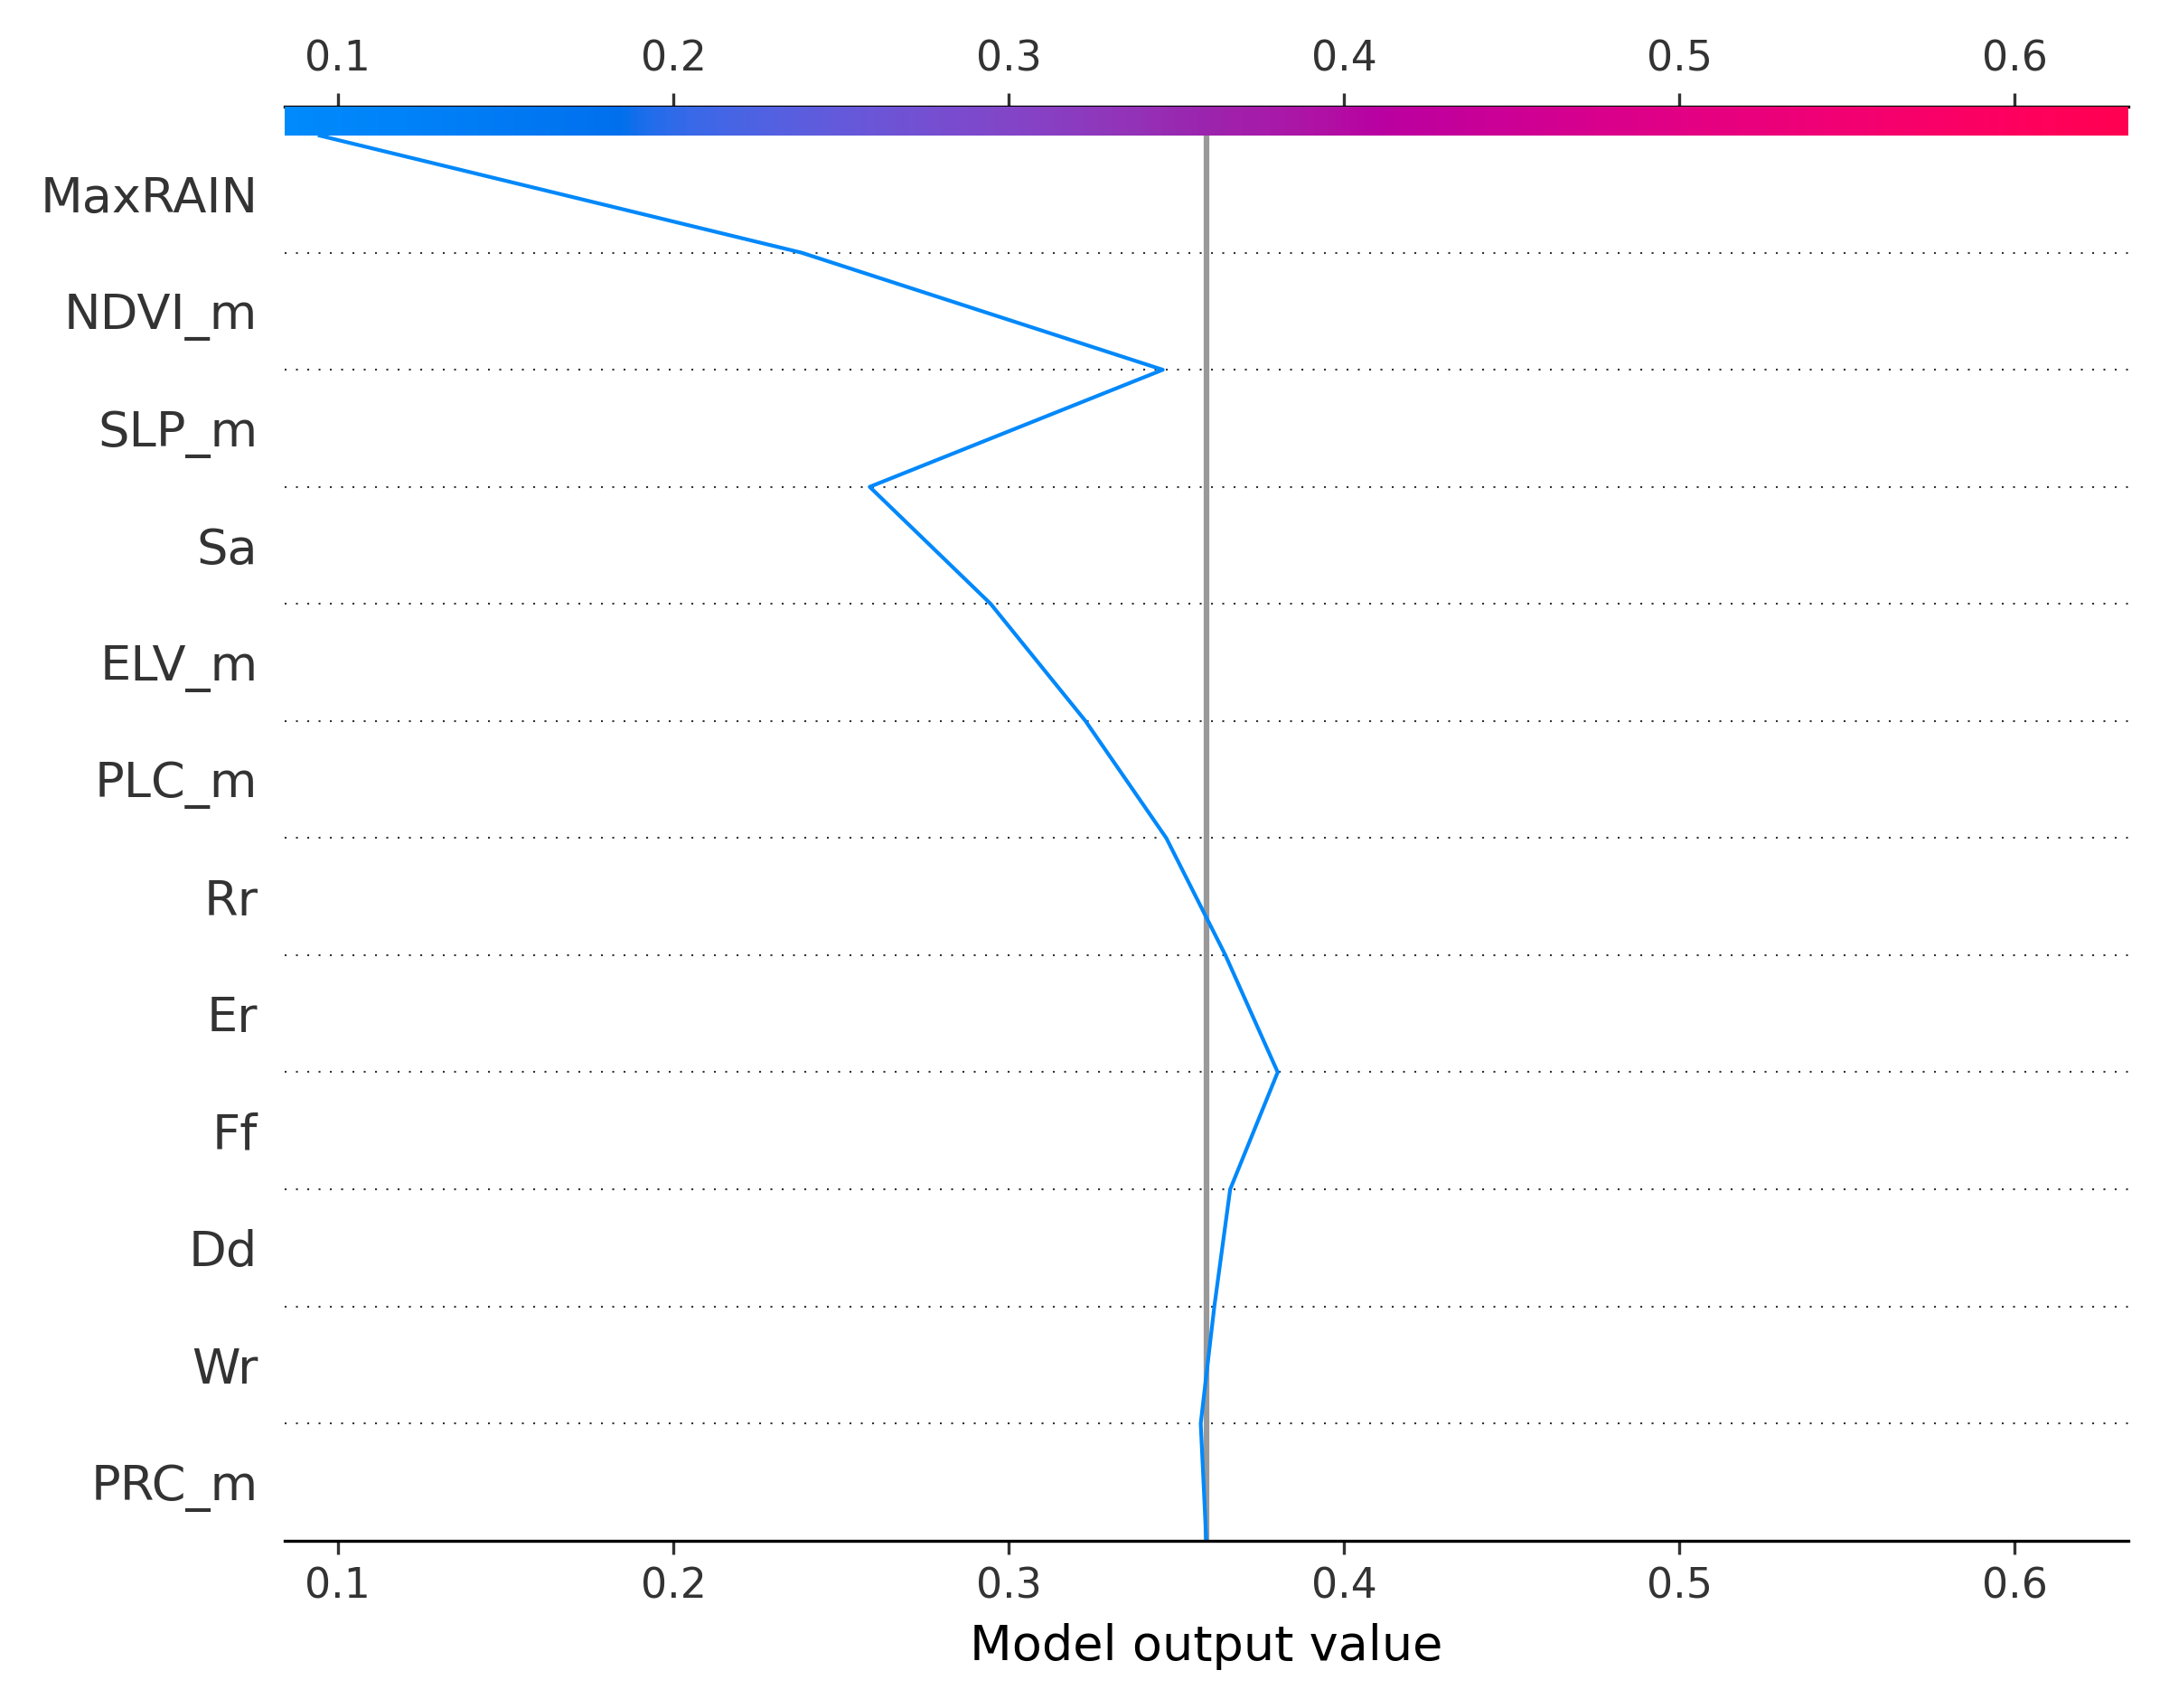 0.1 0.2 0.3 0.4 0.5 0.6
MaxRAIN
NDVI_m
SLP_m
Sa
ELV_m
PLC_m
Rr
Er
Ff
Dd
Wr
PRC_m
0.1 0.2 0.3 0.4 0.5 0.6
Model output value